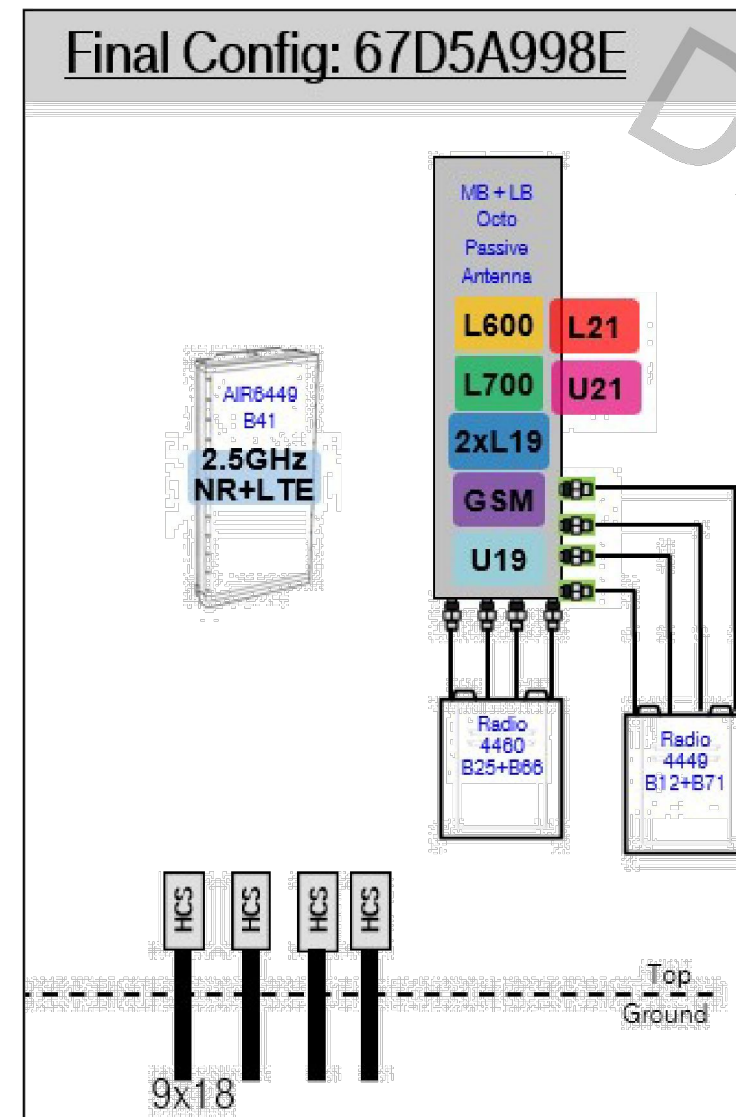 Final Config: 67D5A998E
D
MB + LB
Octo
Passive
Antenna
L600
L21
L700
U21
2xL19
GSM
U19
AIR6449
B41
2.5GHz
NR+LTE
Radio
4460
B25+B66
Radio
4449
B12+B71
HCS
HCS
HCS
HCS
Top
Ground
9x18